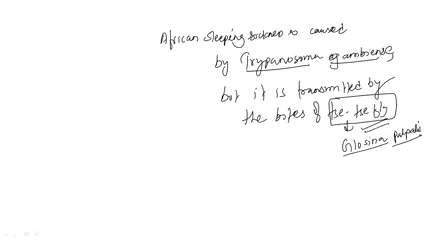 African sleeping sickness is caused
by Trypanosoma gambiense,
but it is transmitted by
the bites of tse-tse fly
Glosina palpalis